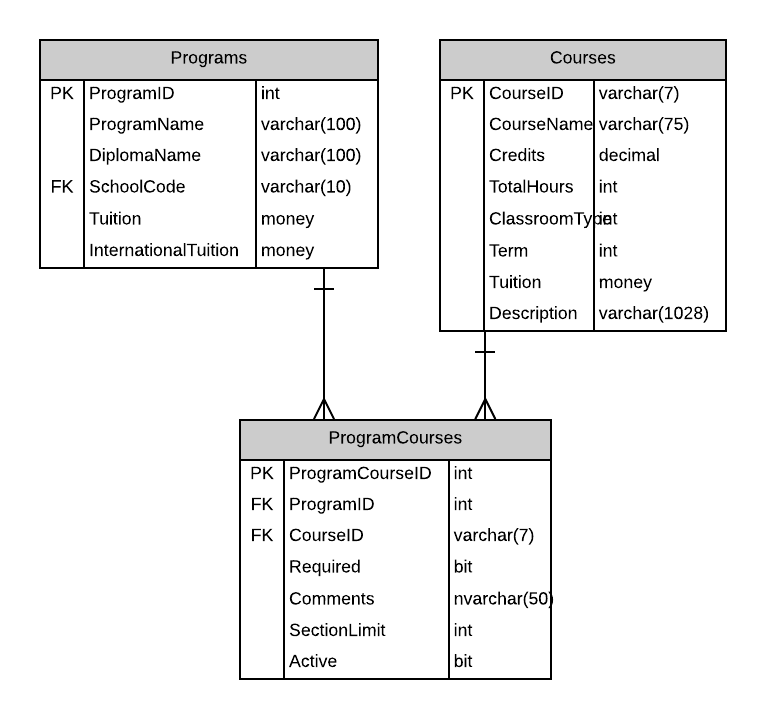 Programs
PK ProgramID int
ProgramName varchar(100)
DiplomaName varchar(100)
FK SchoolCode varchar(10)
Tuition money
InternationalTuition money
Courses
PK CourseID varchar(7)
CourseName varchar(75)
Credits decimal
TotalHours int
ClassroomType int
Term int
Tuition money
Description varchar(1028)
ProgramCourses
PK ProgramCourseID int
FK ProgramID int
FK CourseID varchar(7)
Required bit
Comments nvarchar(50)
SectionLimit int
Active bit